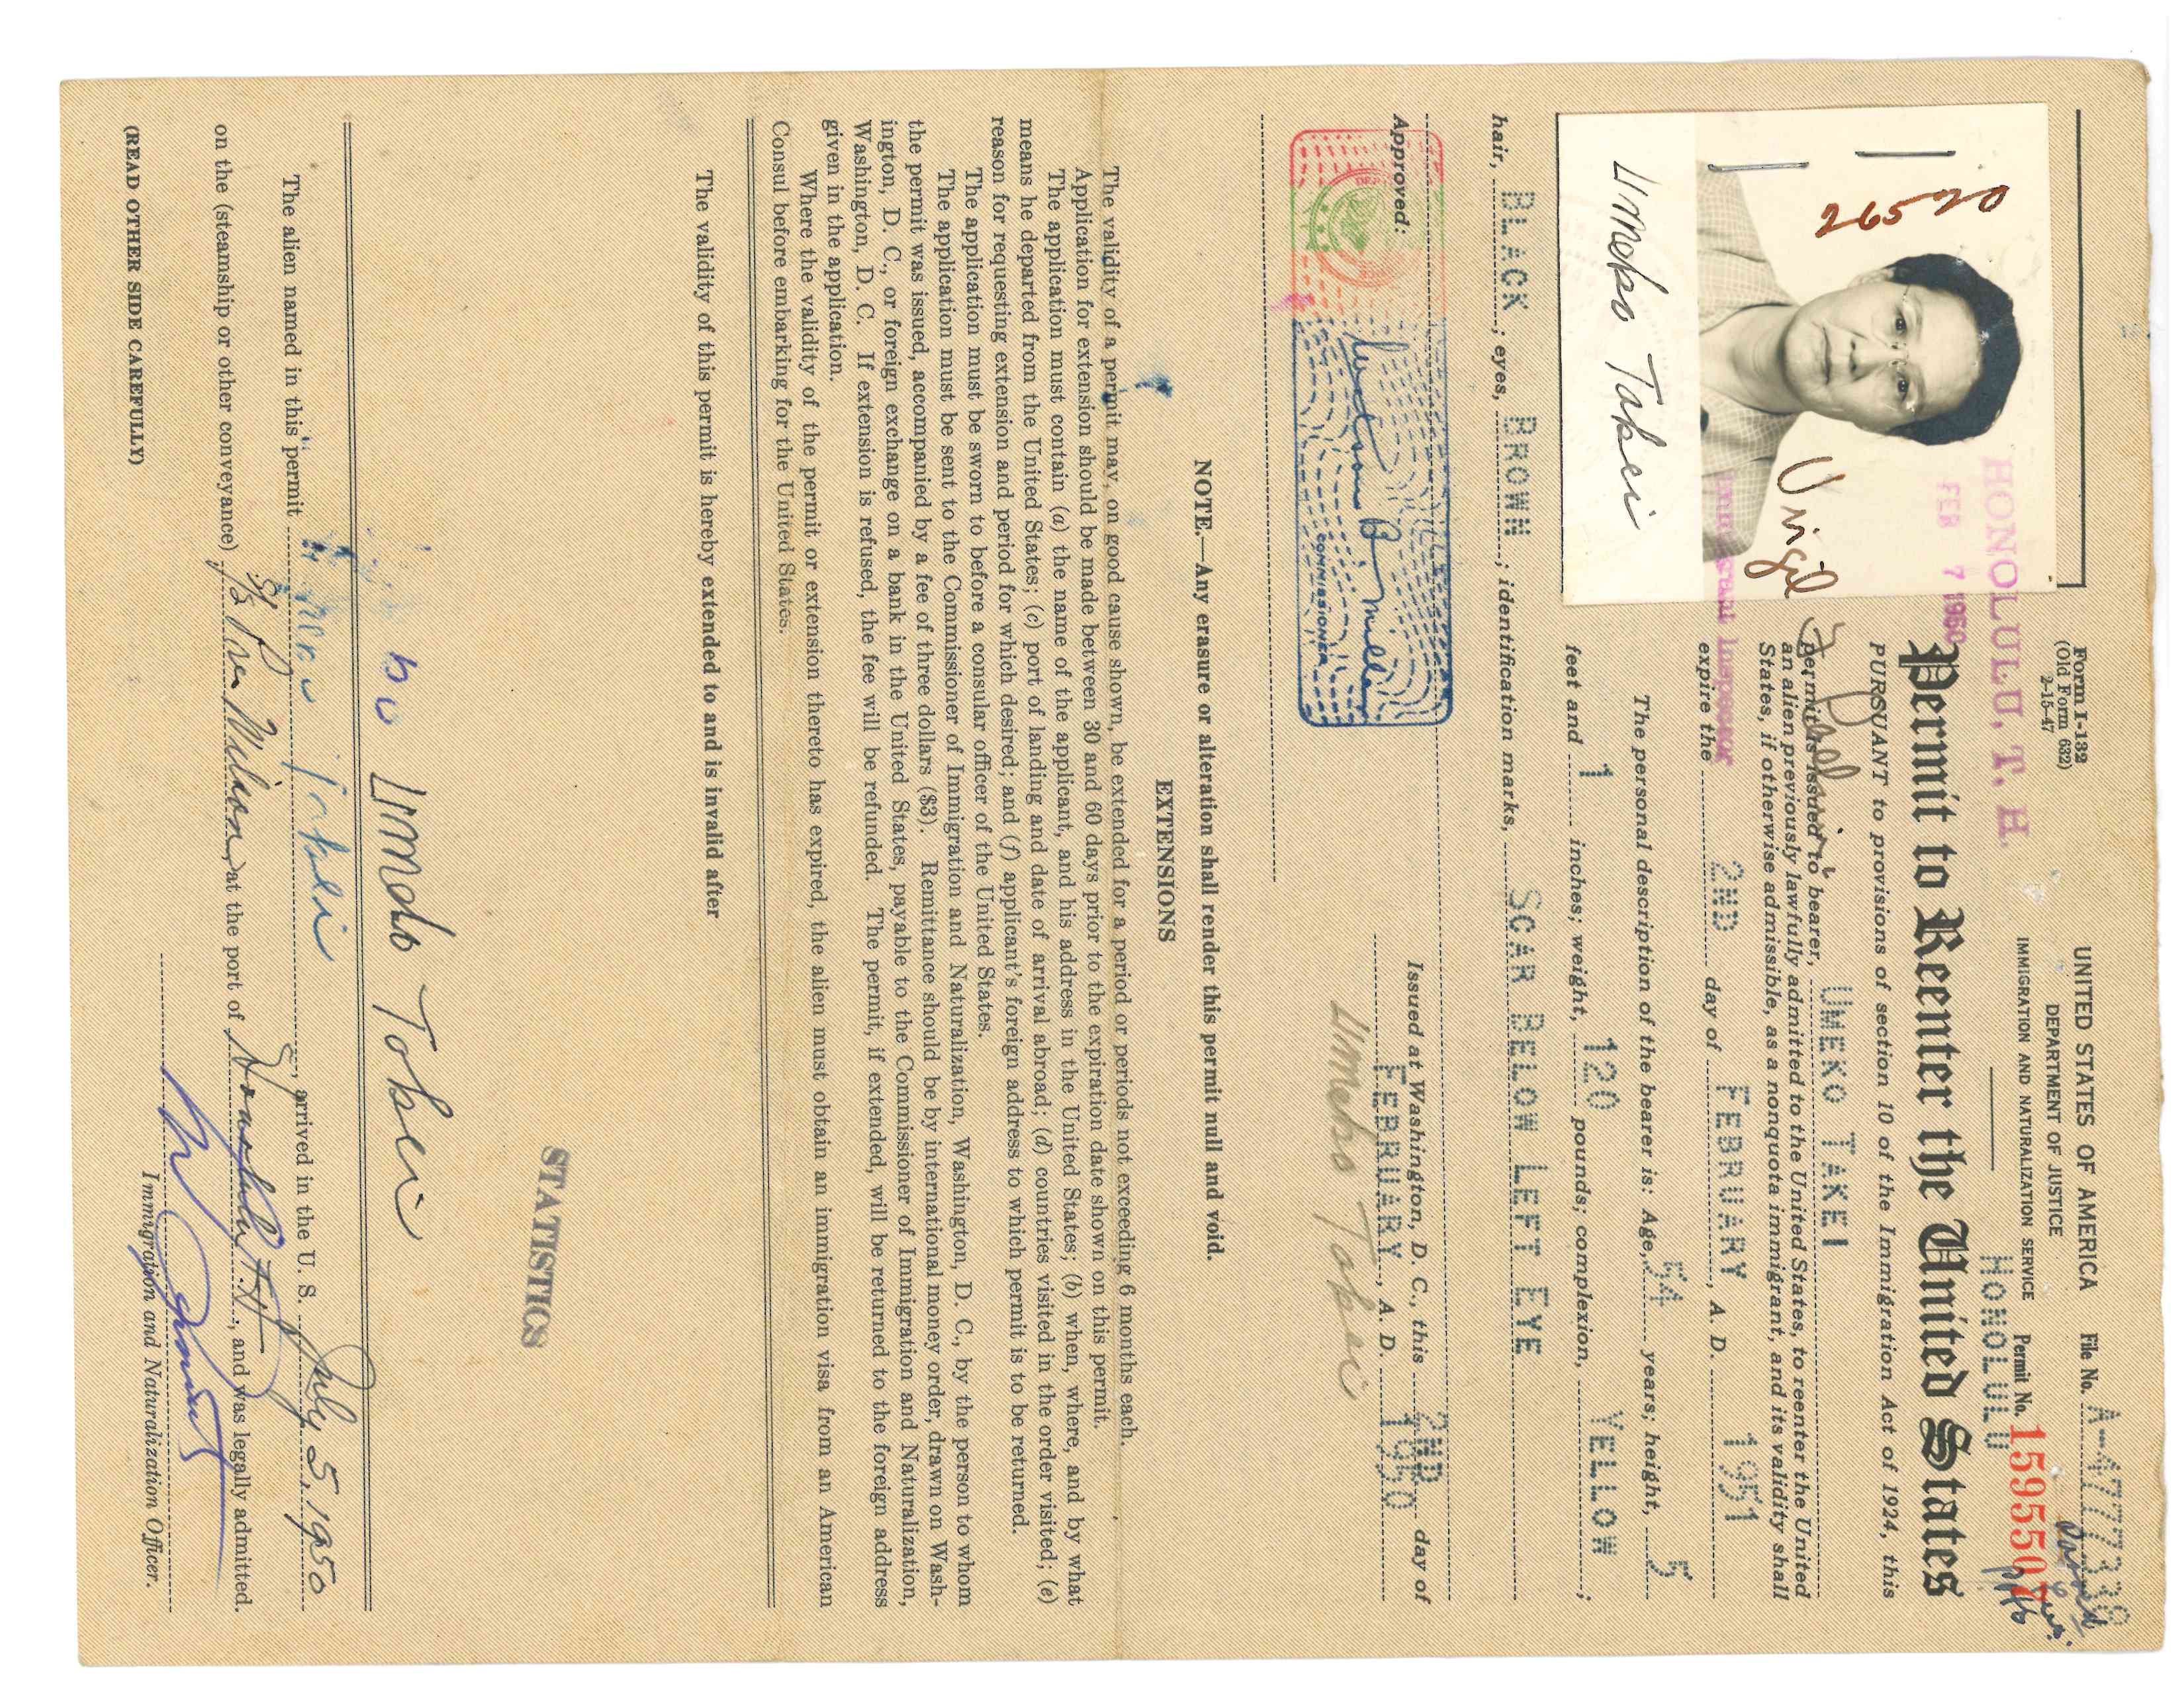 Form I-132
(Old Form 632)
2-15-47
UNITED STATES OF AMERICA
DEPARTMENT OF JUSTICE
IMMIGRATION AND NATURALIZATION SERVICE
File No. A-4777338
Permit No. 1595507
HONOLULU
HONOLULU, T. H.
FEB 7 1950
26520
Permit to Reenter the United States
PURSUANT to provisions of section 10 of the Immigration Act of 1924, this
permit is issued to bearer, UMEKO TAKEI
an alien previously lawfully admitted to the United States, to reenter the United
States, if otherwise admissible, as a nonquota immigrant, and its validity shall
expire the 2ND day of FEBRUARY, A. D. 1951
Virgil
Immigrant Inspector
Umeko Takei
The personal description of the bearer is: Age, 54 years; height, 5
feet and 1 inches; weight, 120 pounds; complexion, YELLOW;
hair, BLACK; eyes, BROWN; identification marks, SCAR BELOW LEFT EYE
Approved:
Watson B. Miller
COMMISSIONER
Issued at Washington, D. C., this 2ND day of
FEBRUARY, A. D. 1950
Umeko Takei
NOTE.—Any erasure or alteration shall render this permit null and void.
EXTENSIONS
The validity of a permit may, on good cause shown, be extended for a period or periods not exceeding 6 months each.
Application for extension should be made between 30 and 60 days prior to the expiration date shown on this permit.
The application must contain (a) the name of the applicant, and his address in the United States; (b) when, where, and by what
means he departed from the United States; (c) port of landing and date of arrival abroad; (d) countries visited in the order visited; (e)
reason for requesting extension and period for which desired; and (f) applicant's foreign address to which permit is to be returned.
The application must be sworn to before a consular officer of the United States.
The application must be sent to the Commissioner of Immigration and Naturalization, Washington, D. C., by the person to whom
the permit was issued, accompanied by a fee of three dollars ($3). Remittance should be by international money order, drawn on Wash-
ington, D. C., or foreign exchange on a bank in the United States, payable to the Commissioner of Immigration and Naturalization,
Washington, D. C. If extension is refused, the fee will be refunded. The permit, if extended, will be returned to the foreign address
given in the application.
Where the validity of the permit or extension thereto has expired, the alien must obtain an immigration visa from an American
Consul before embarking for the United States.
The validity of this permit is hereby extended to and is invalid after
STATISTICS
Umeko Takei
The alien named in this permit Umeko Takei, arrived in the U. S. July 5, 1950
on the (steamship or other conveyance) S/S Pres Wilson, at the port of Honolulu, T.H., and was legally admitted.
Immigration and Naturalization Officer.
(READ OTHER SIDE CAREFULLY)